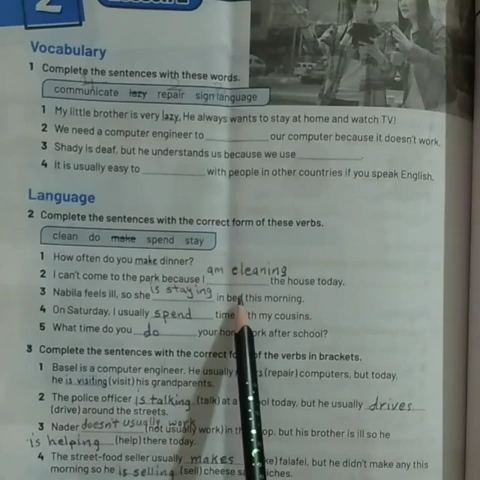 2
Vocabulary
1 Complete the sentences with these words.
communicate lazy repair sign language
1 My little brother is very lazy. He always wants to stay at home and watch TV!
2 We need a computer engineer to ________ our computer because it doesn't work.
3 Shady is deaf, but he understands us because we use ________.
4 It is usually easy to ________ with people in other countries if you speak English.
Language
2 Complete the sentences with the correct form of these verbs.
clean do make spend stay
1 How often do you make dinner?
2 I can't come to the park because I am cleaning the house today.
3 Nabila feels ill, so she is staying in bed this morning.
4 On Saturday, I usually spend time with my cousins.
5 What time do you do your work after school?
3 Complete the sentences with the correct of the verbs in brackets.
1 Basel is a computer engineer. He usually (repair) computers, but today,
he is visiting (visit) his grandparents.
2 The police officer is talking (talk) at a today, but he usually drives
(drive) around the streets.
3 Nader doesn't usually work (not usually work) in the but his brother is ill so he
is helping (help) there today.
4 The street-food seller usually makes falafel, but he didn't make any this
morning so he is selling (sell) cheese